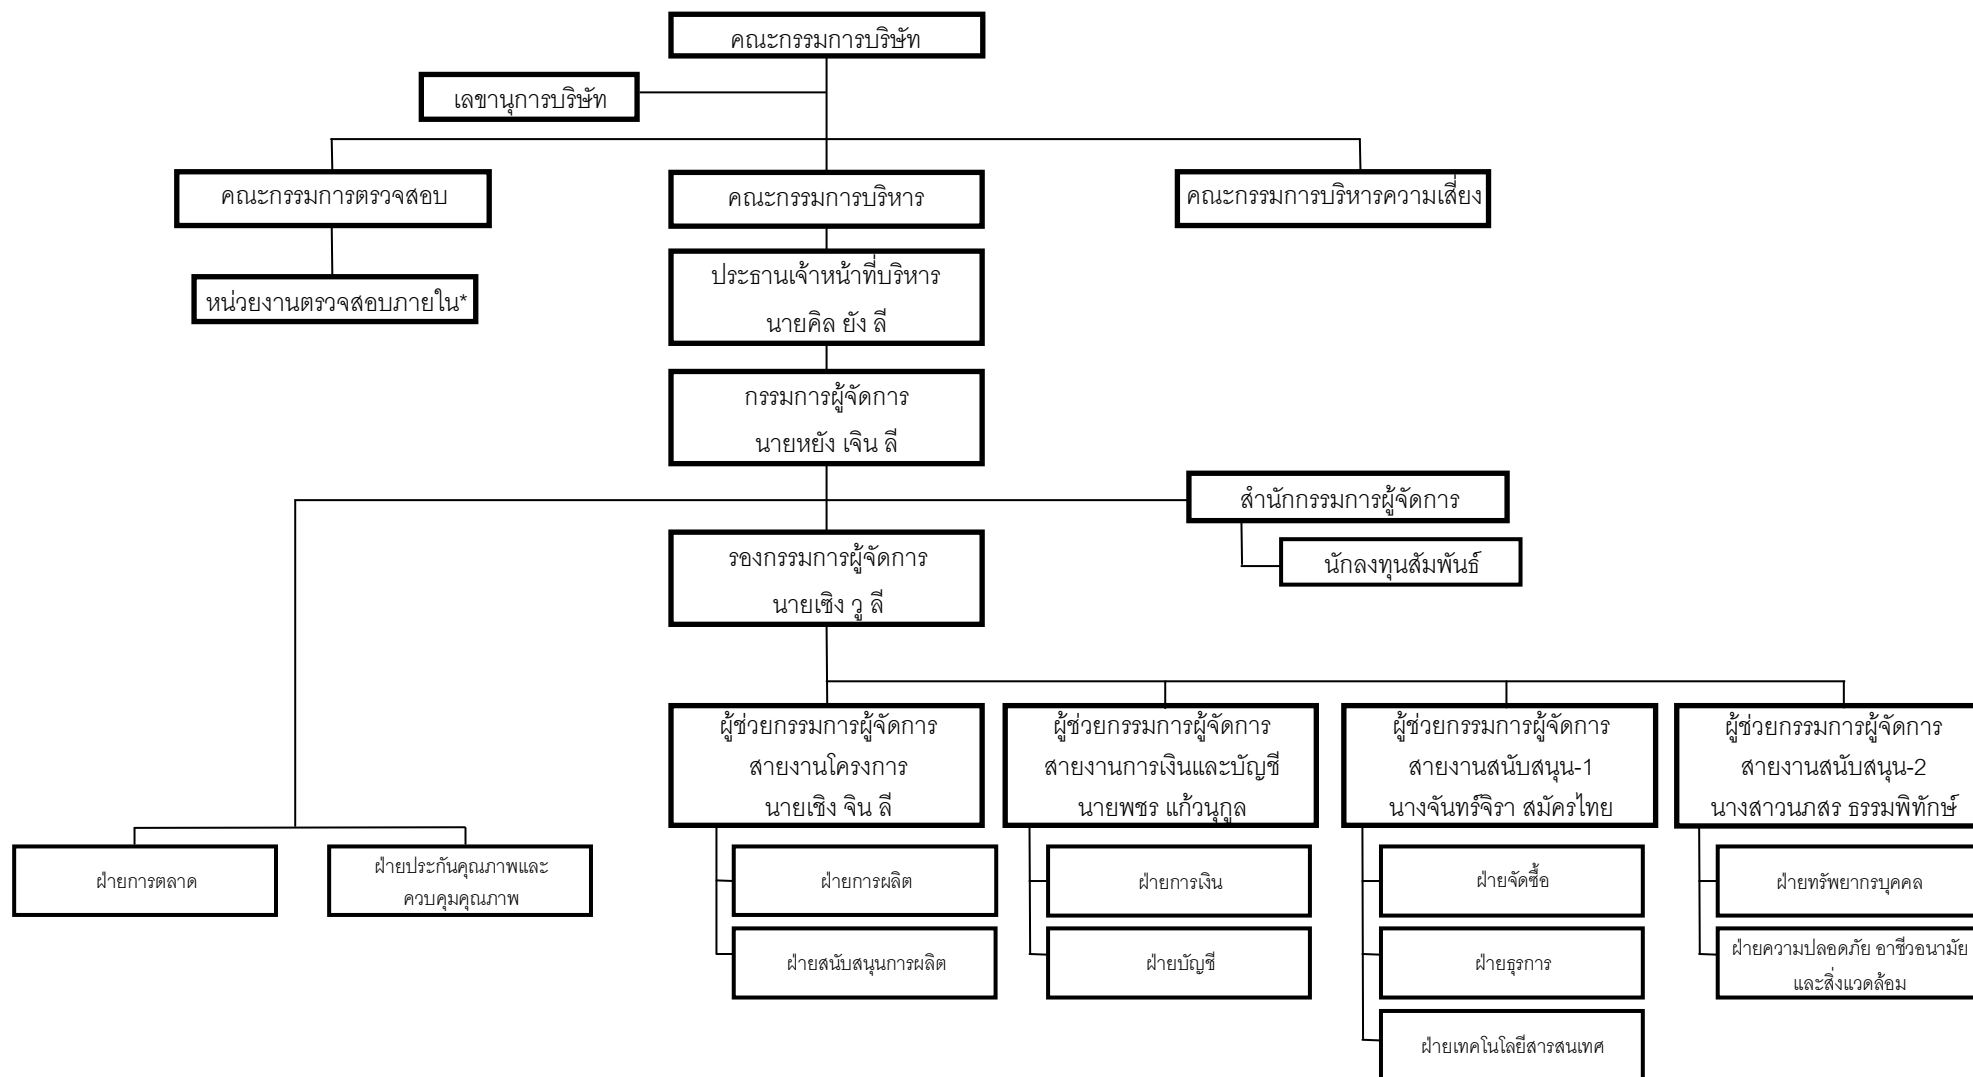 คณะกรรมการบริษัท
เลขานุการบริษัท
คณะกรรมการตรวจสอบ
คณะกรรมการบริหาร
คณะกรรมการบริหารความเสี่ยง
หน่วยงานตรวจสอบภายใน*
ประธานเจ้าหน้าที่บริหาร
นายคิล ยัง ลี
กรรมการผู้จัดการ
นายหยัง เจิน ลี
สำนักกรรมการผู้จัดการ
นักลงทุนสัมพันธ์
รองกรรมการผู้จัดการ
นายเซิง วู ลี
ผู้ช่วยกรรมการผู้จัดการ
สายงานโครงการ
นายเชิง จิน ลี
ผู้ช่วยกรรมการผู้จัดการ
สายงานการเงินและบัญชี
นายพชร แก้วนุกูล
ผู้ช่วยกรรมการผู้จัดการ
สายงานสนับสนุน-1
นางจันทร์จิรา สมัครไทย
ผู้ช่วยกรรมการผู้จัดการ
สายงานสนับสนุน-2
นางสาวนภสร ธรรมพิทักษ์
ฝ่ายการตลาด
ฝ่ายประกันคุณภาพและ
ควบคุมคุณภาพ
ฝ่ายการผลิต
ฝ่ายสนับสนุนการผลิต
ฝ่ายการเงิน
ฝ่ายบัญชี
ฝ่ายจัดซื้อ
ฝ่ายธุรการ
ฝ่ายเทคโนโลยีสารสนเทศ
ฝ่ายทรัพยากรบุคคล
ฝ่ายความปลอดภัย อาชีวอนามัย
และสิ่งแวดล้อม